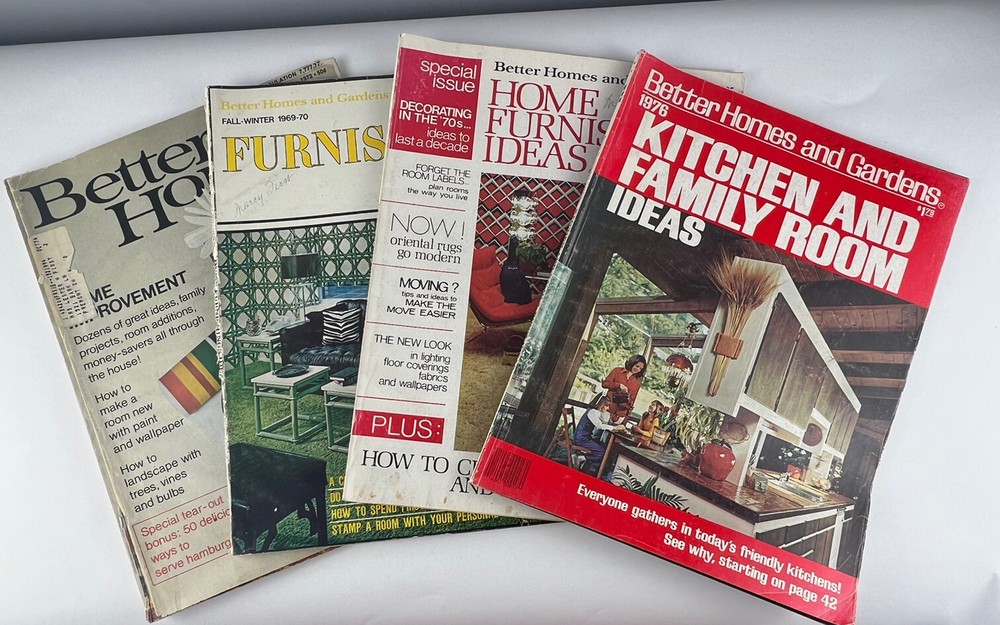 Better
Ho
1972 • 50¢
ME
PROVEMENT
Dozens of great ideas, family
projects, room additions,
money-savers all through
the house!
How to
make a
room new
with paint
and wallpaper
How to
landscape with
trees, vines
and bulbs
Special tear-out
bonus: 50 delicio
ways to
serve hamburg
Better Homes and Gardens
FALL-WINTER 1969-70
FURNIS
HOW TO SPEND
STAMP A ROOM WITH YOUR PERSONA
special
issue
DECORATING
IN THE '70s...
ideas to
last a decade
Better Homes and
HOME
FURNIS
IDEAS
FORGET THE
ROOM LABELS...
plan rooms
the way you live
NOW!
oriental rugs
go modern
MOVING?
tips and ideas to
MAKE THE
MOVE EASIER
THE NEW LOOK
in lighting
floor coverings
fabrics
and wallpapers
PLUS:
HOW TO C
AND
Better Homes and Gardens®
1976
$1.75
KITCHEN AND
FAMILY ROOM
IDEAS
Everyone gathers in today's friendly kitchens!
See why, starting on page 42